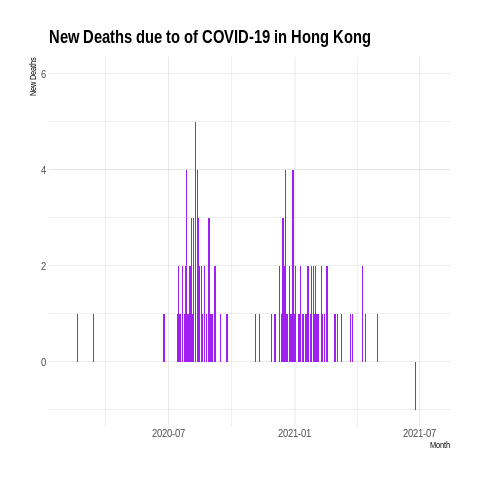 New Deaths due to of COVID-19 in Hong Kong
New Deaths
6
4
2
0
2020-07
2021-01
2021-07
Month